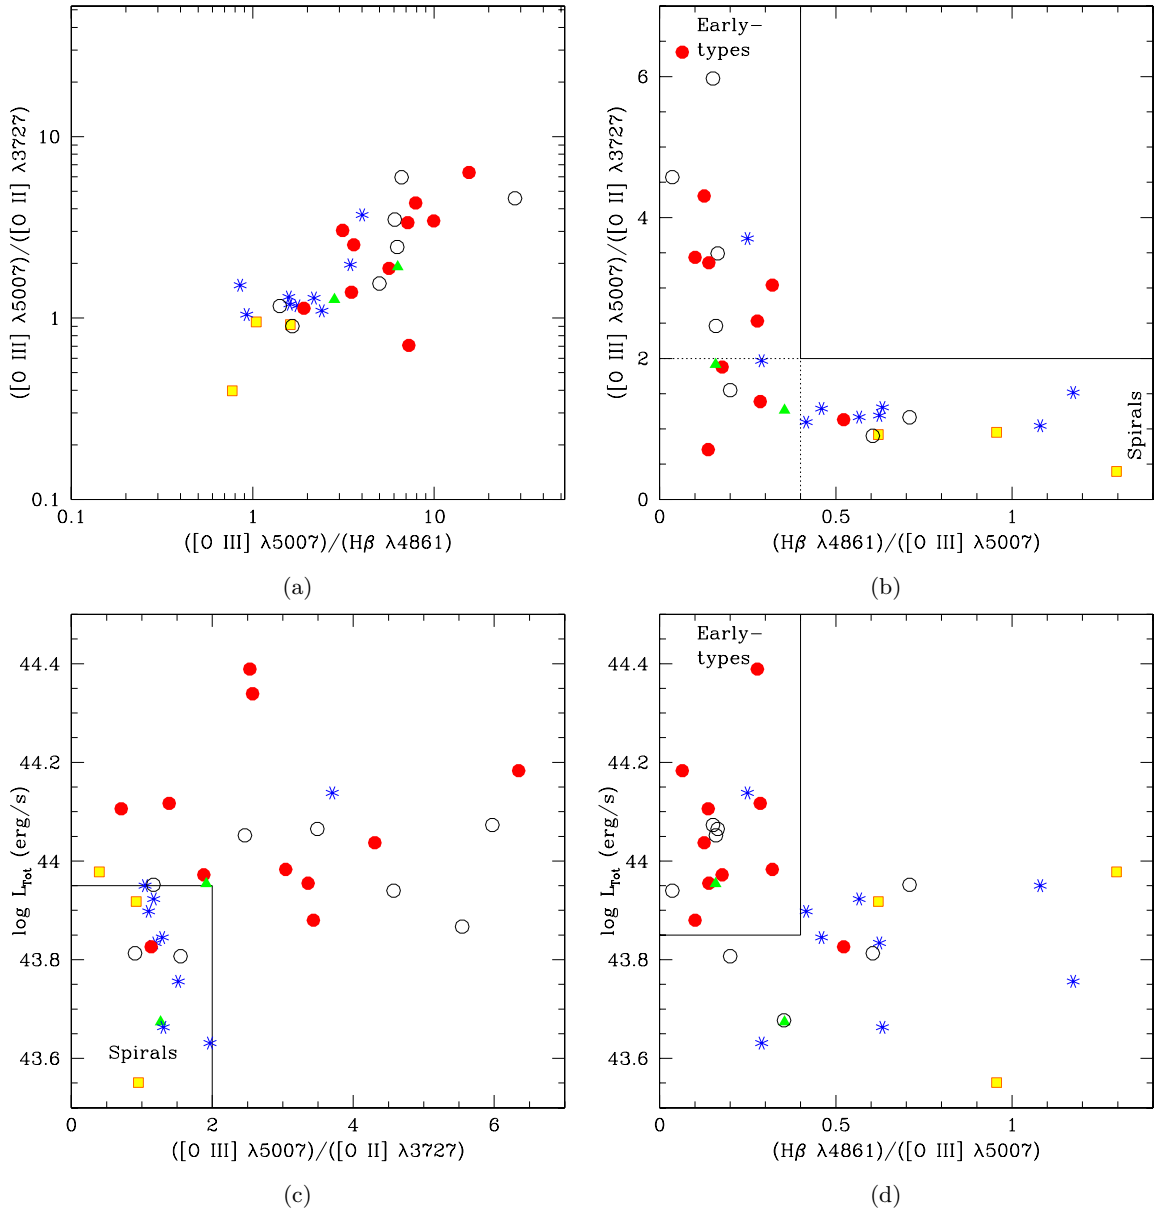 ([O III] λ5007)/([O II] λ3727)
10
1
0.1
0.1
1
10
([O III] λ5007)/(Hβ λ4861)
(a)
([O III] λ5007)/([O II] λ3727)
6
4
2
0
Early-
types
Spirals
0
0.5
1
(Hβ λ4861)/([O III] λ5007)
(b)
log LTot (erg/s)
44.4
44.2
44
43.8
43.6
Spirals
0
2
4
6
([O III] λ5007)/([O II] λ3727)
(c)
log LTot (erg/s)
44.4
44.2
44
43.8
43.6
Early-
types
0
0.5
1
(Hβ λ4861)/([O III] λ5007)
(d)